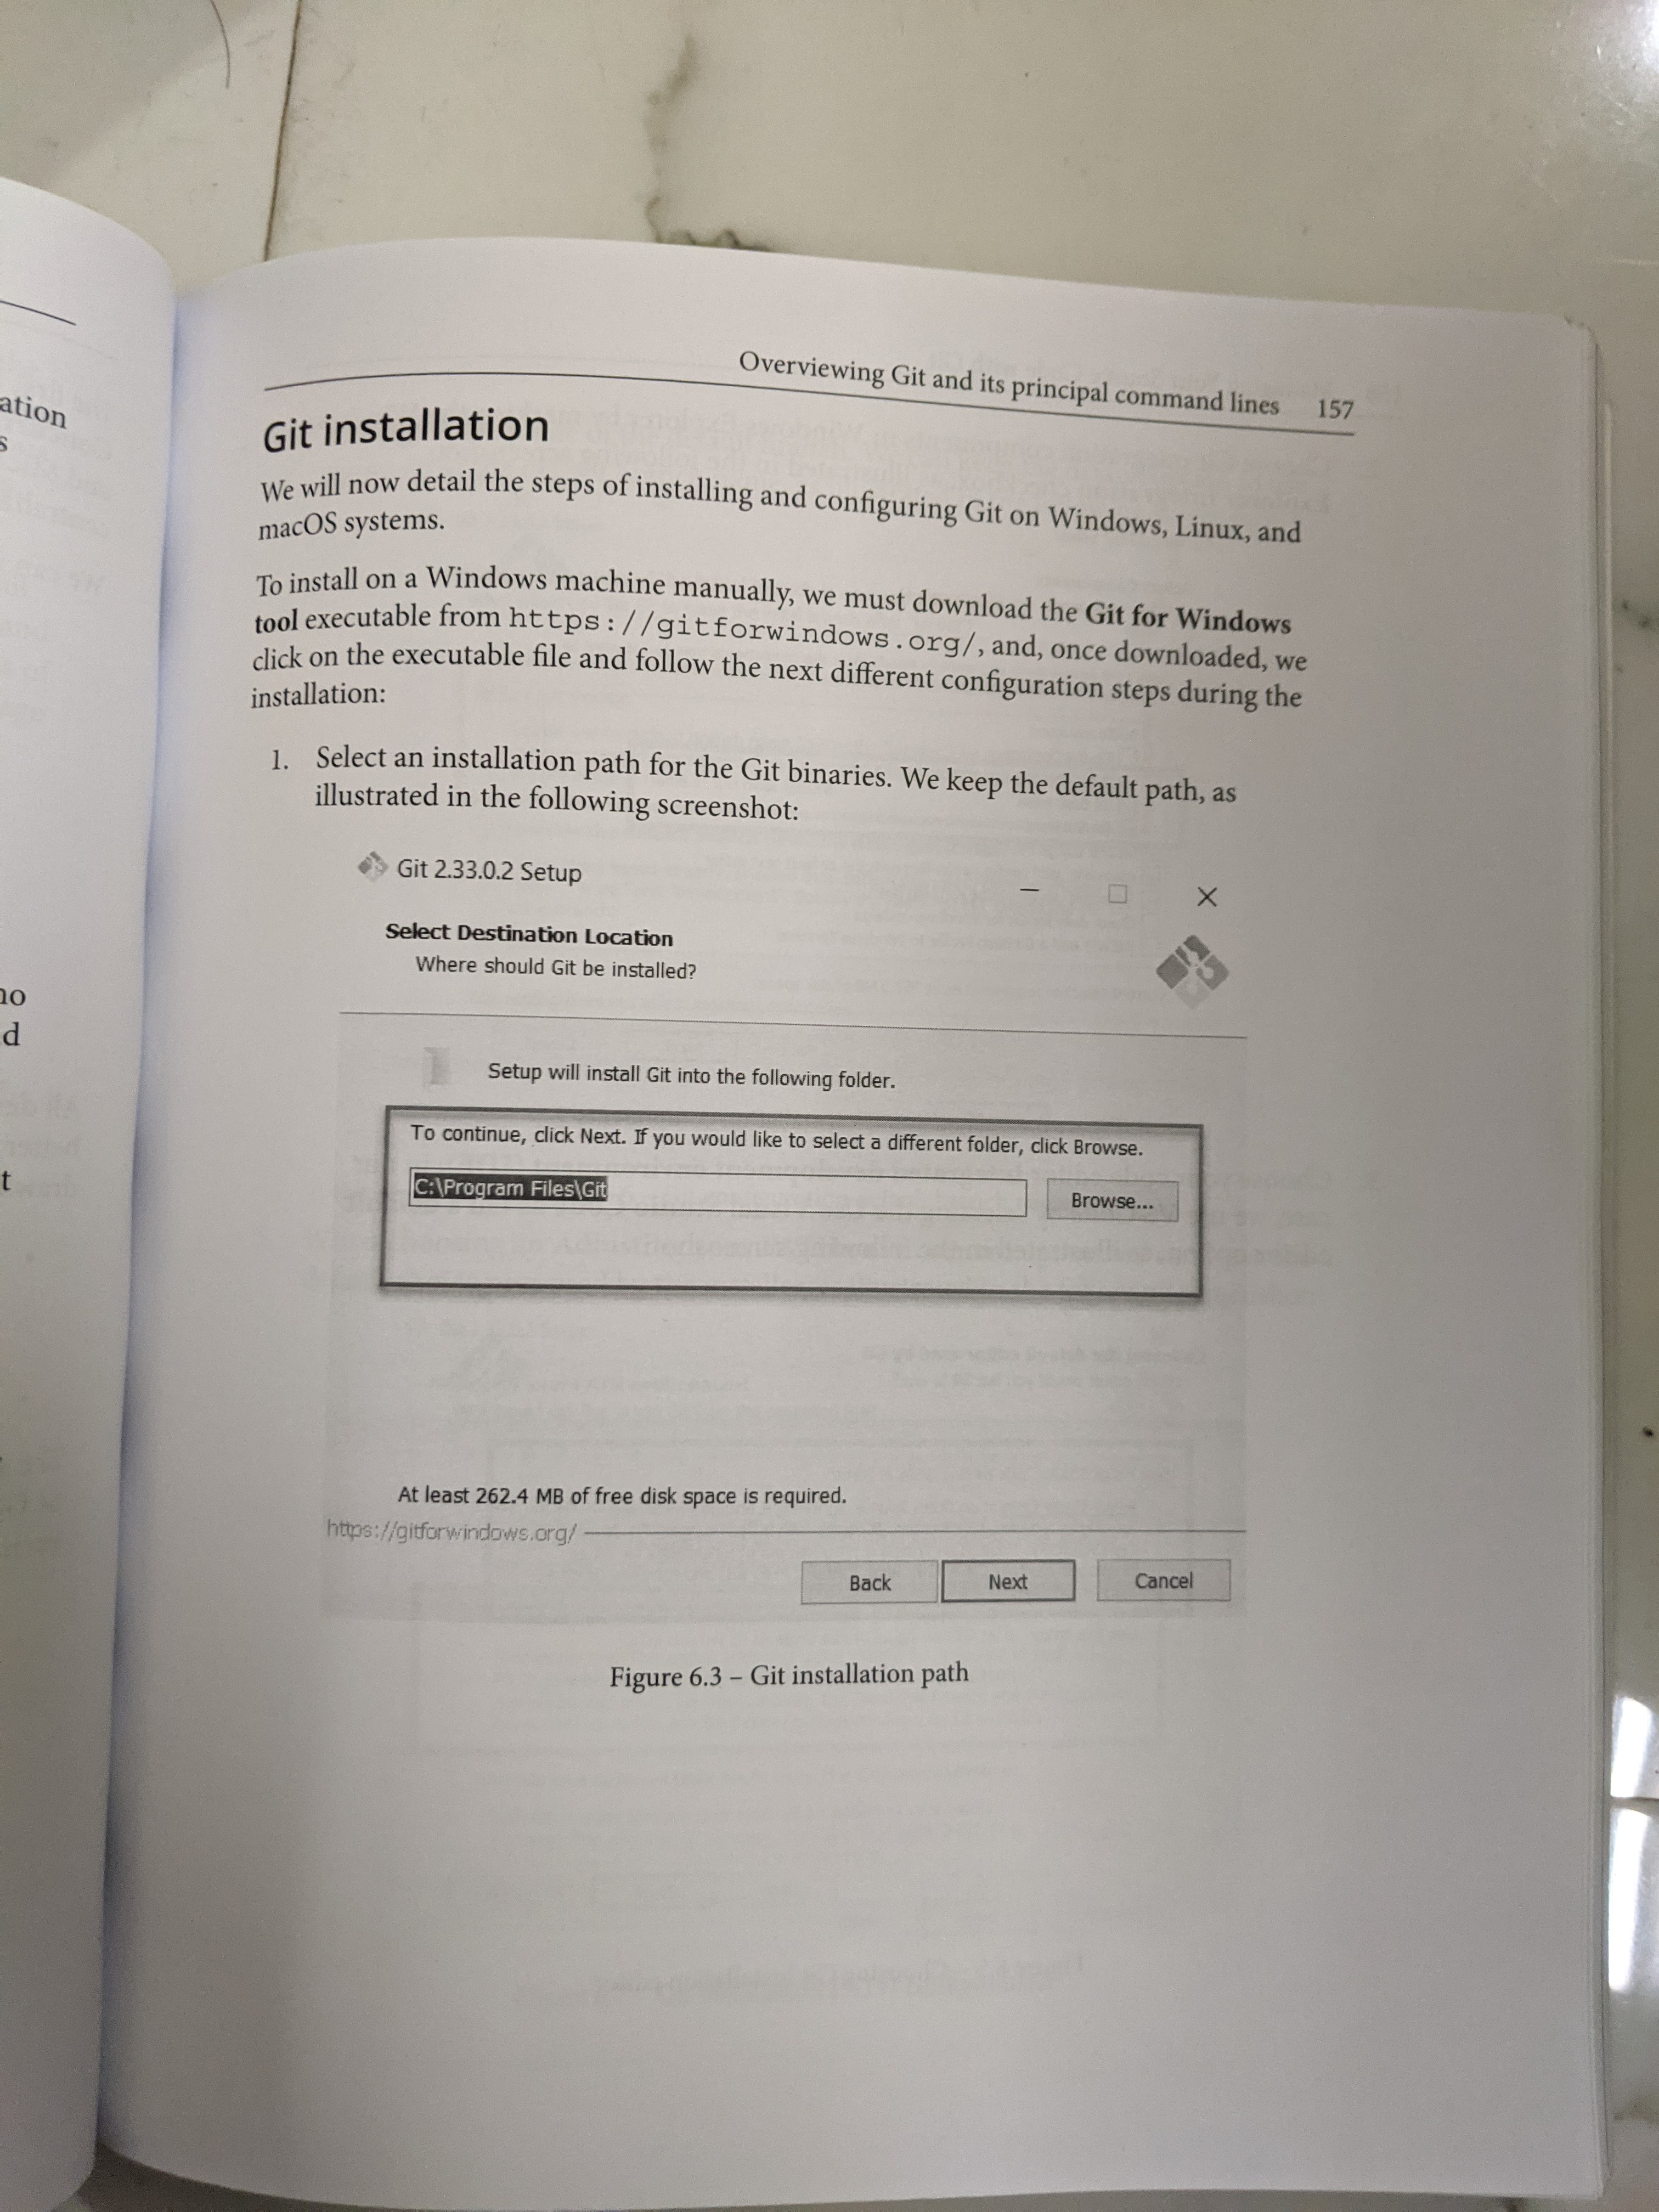 ation
s
no
d
t
Overviewing Git and its principal command lines 157
Git installation
We will now detail the steps of installing and configuring Git on Windows, Linux, and
macOS systems.
To install on a Windows machine manually, we must download the Git for Windows
tool executable from https://gitforwindows.org/, and, once downloaded, we
click on the executable file and follow the next different configuration steps during the
installation:
1. Select an installation path for the Git binaries. We keep the default path, as
illustrated in the following screenshot:
Git 2.33.0.2 Setup
Select Destination Location
Where should Git be installed?
Setup will install Git into the following folder.
To continue, click Next. If you would like to select a different folder, click Browse.
C:\Program Files\Git
Browse...
At least 262.4 MB of free disk space is required.
https://gitforwindows.org/
Back Next Cancel
Figure 6.3 – Git installation path